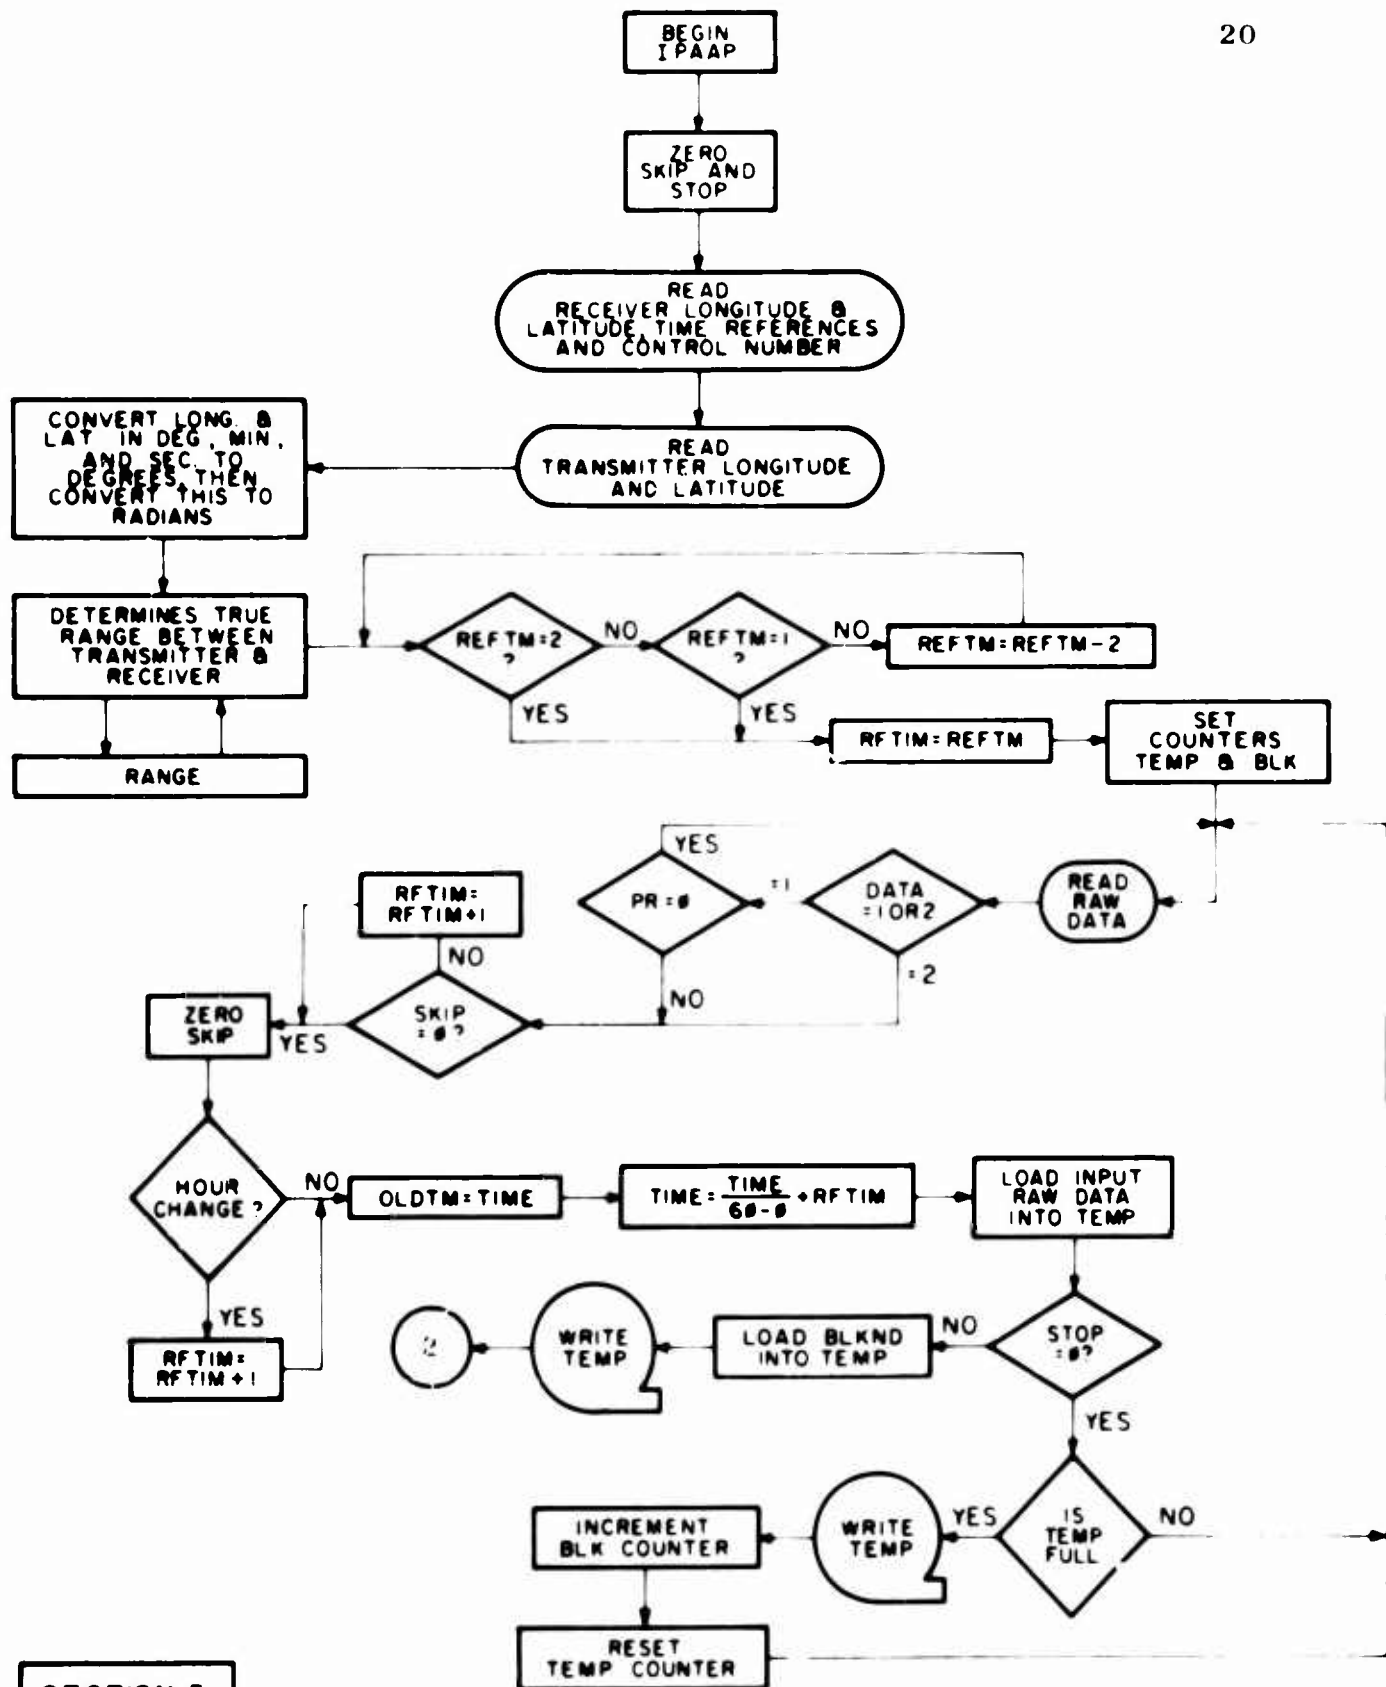 20
BEGIN
IPAAP
ZERO
SKIP AND
STOP
READ
RECEIVER LONGITUDE &
LATITUDE, TIME REFERENCES
AND CONTROL NUMBER
READ
TRANSMITTER LONGITUDE
AND LATITUDE
CONVERT LONG. &
LAT IN DEG, MIN,
AND SEC. TO
DEGREES, THEN
CONVERT THIS TO
RADIANS
DETERMINES TRUE
RANGE BETWEEN
TRANSMITTER &
RECEIVER
RANGE
REFTM=2
?
NO
YES
REFTM=1
?
NO
YES
REFTM=REFTM-2
RFTIM=REFTM
SET
COUNTERS
TEMP & BLK
READ
RAW
DATA
DATA
=1OR2
=1
=2
PR=Ø
YES
NO
SKIP
=Ø?
NO
YES
RFTIM=
RFTIM+1
ZERO
SKIP
HOUR
CHANGE?
NO
YES
RFTIM=
RFTIM+1
OLDTM=TIME
TIME=TIME/6Ø-Ø+RFTIM
LOAD INPUT
RAW DATA
INTO TEMP
STOP
=Ø?
NO
YES
LOAD BLKND
INTO TEMP
WRITE
TEMP
2
IS
TEMP
FULL
NO
YES
WRITE
TEMP
INCREMENT
BLK COUNTER
RESET
TEMP COUNTER